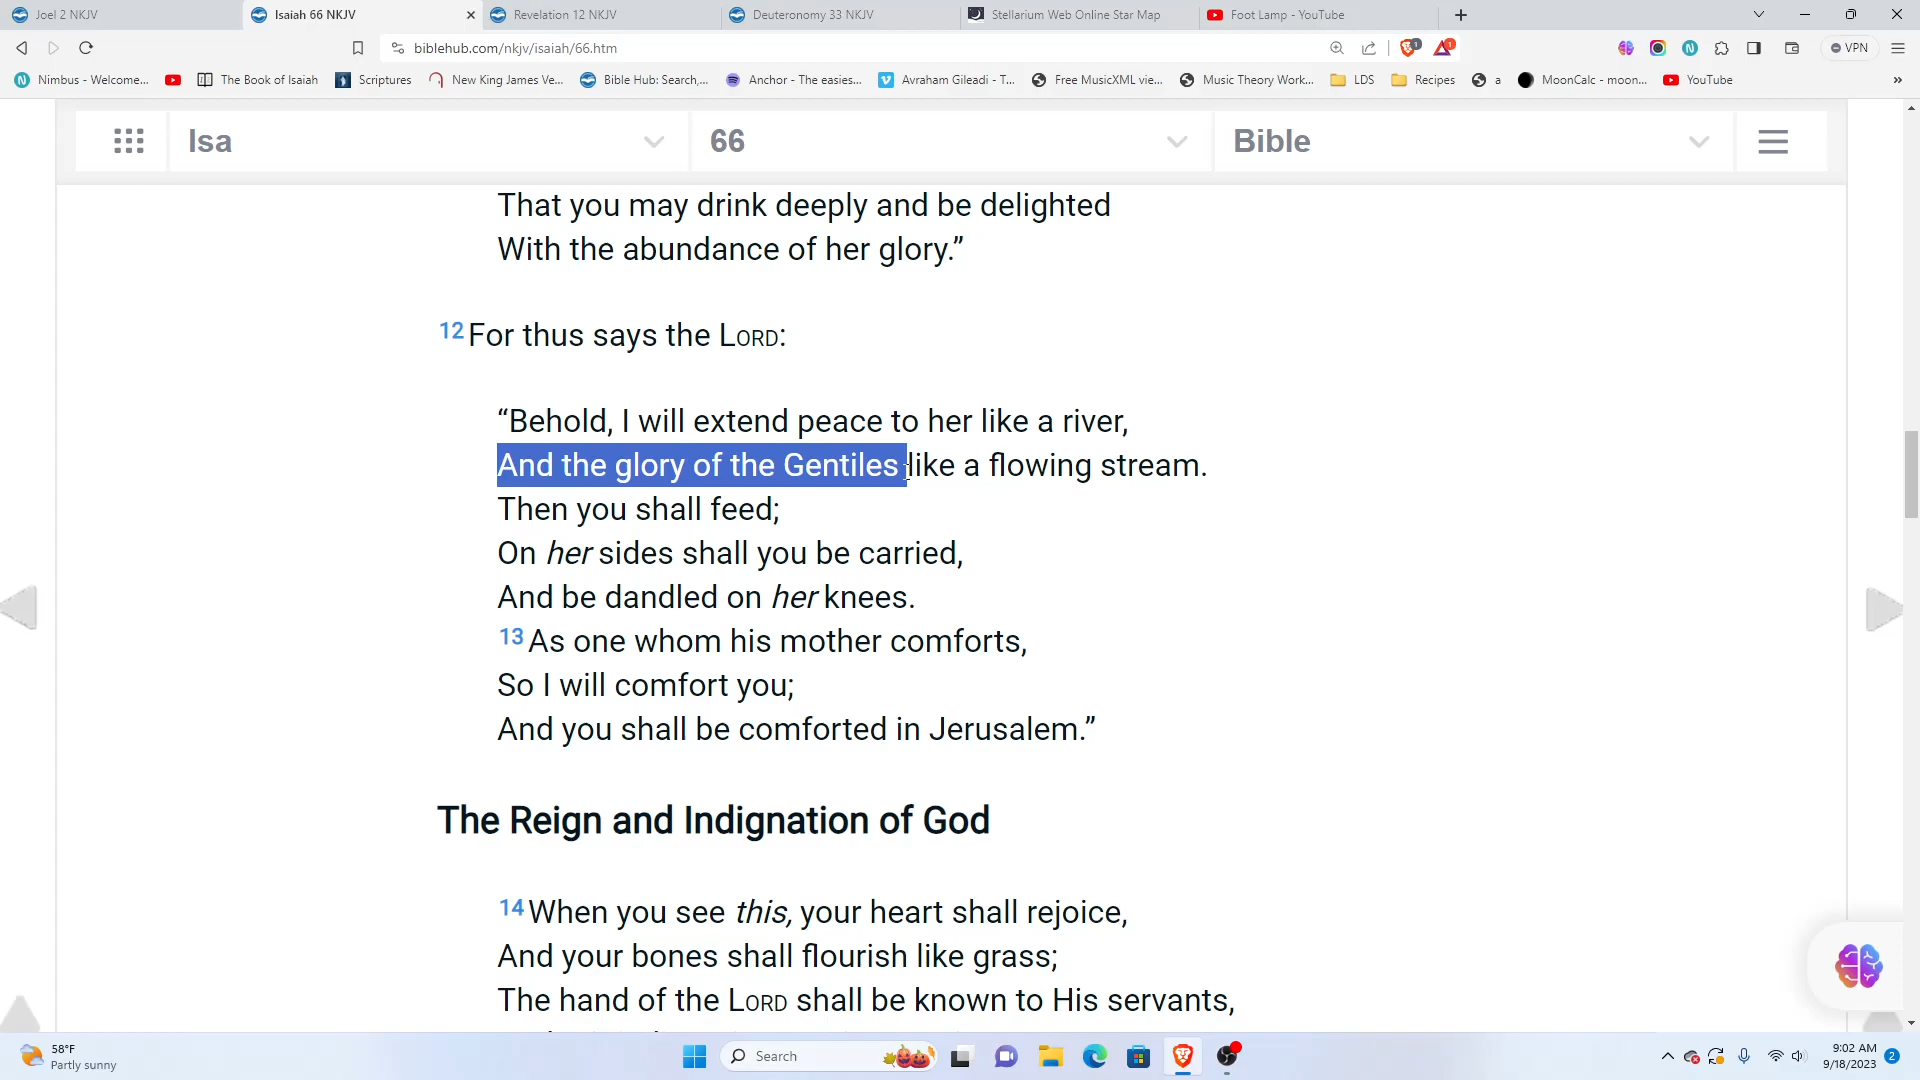 Joel 2 NKJV
Isaiah 66 NKJV
Revelation 12 NKJV
Deuteronomy 33 NKJV
Stellarium Web Online Star Map
Foot Lamp - YouTube
biblehub.com/nkjv/isaiah/66.htm
1
1
VPN
Nimbus - Welcome...
The Book of Isaiah
Scriptures
New King James Ve...
Bible Hub: Search,...
Anchor - The easies...
Avraham Gileadi - T...
Free MusicXML vie...
Music Theory Work...
LDS
Recipes
a
MoonCalc - moon...
YouTube
Isa
66
Bible
That you may drink deeply and be delighted
With the abundance of her glory.”
12 For thus says the LORD:
“Behold, I will extend peace to her like a river,
And the glory of the Gentiles like a flowing stream.
Then you shall feed;
On her sides shall you be carried,
And be dandled on her knees.
13 As one whom his mother comforts,
So I will comfort you;
And you shall be comforted in Jerusalem.”
The Reign and Indignation of God
14 When you see this, your heart shall rejoice,
And your bones shall flourish like grass;
The hand of the LORD shall be known to His servants,
58°F
Partly sunny
Search
9:02 AM
9/18/2023
2